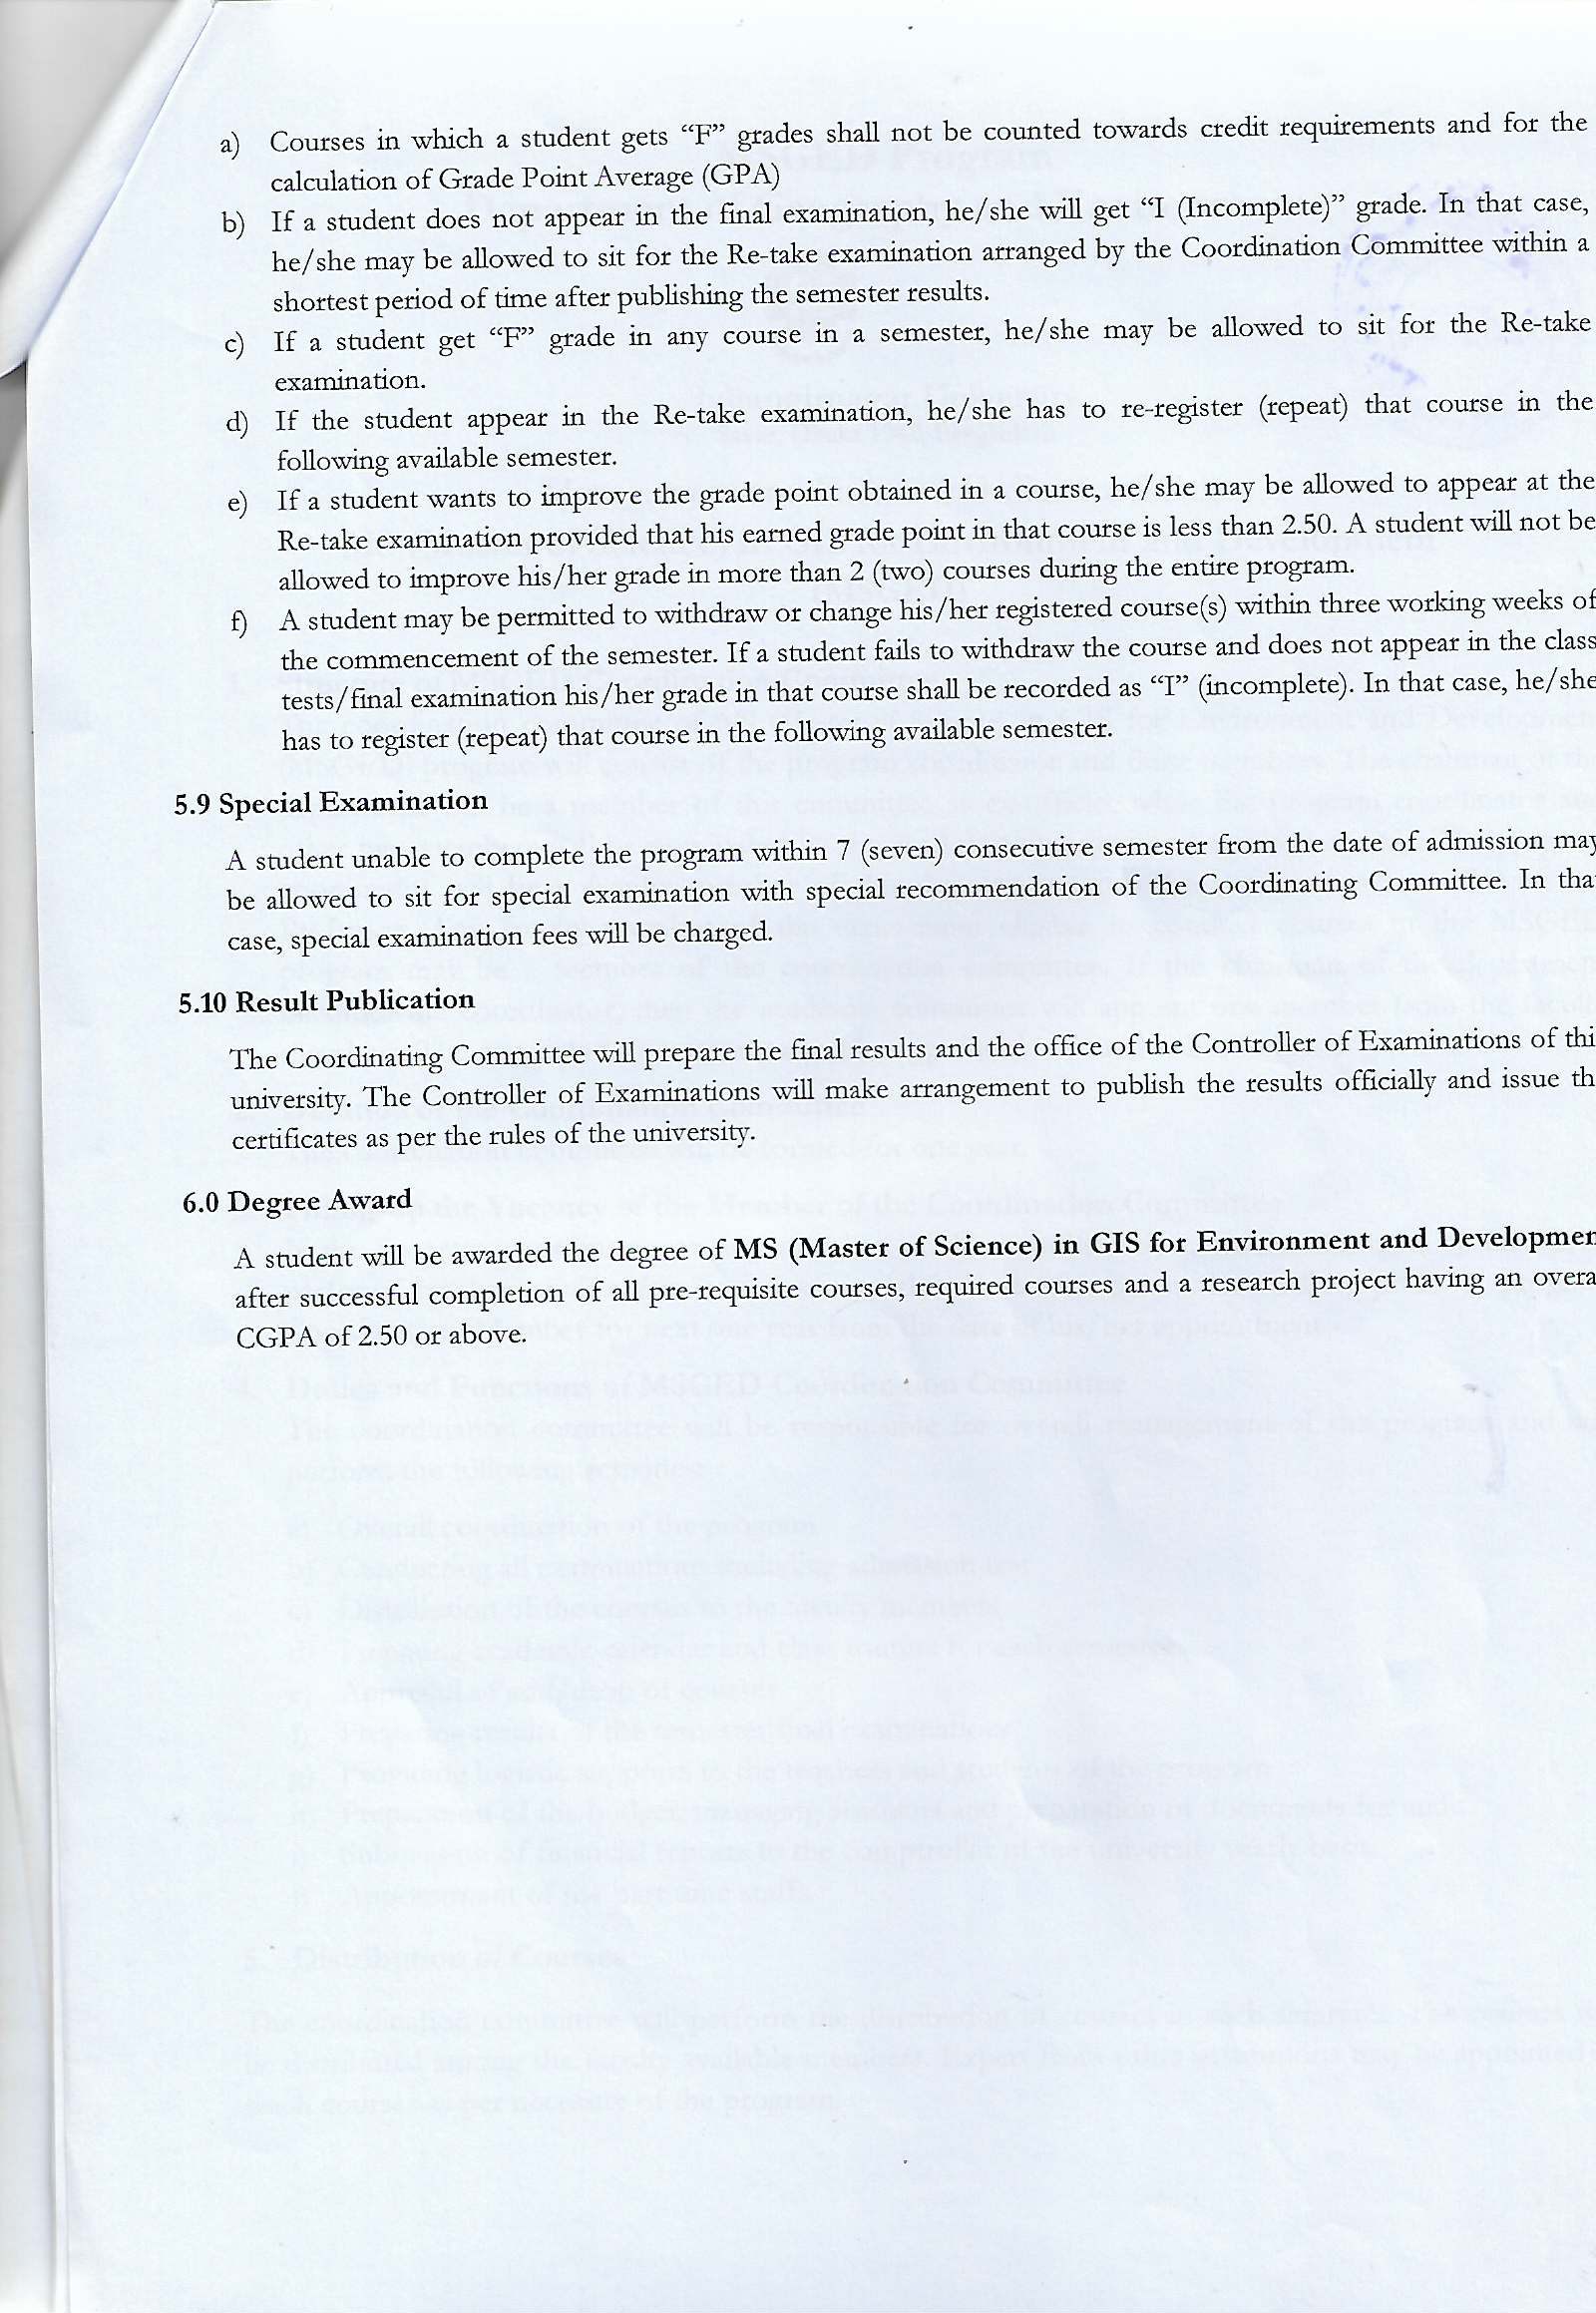 a) Courses in which a student gets “F” grades shall not be counted towards credit requirements and for the
calculation of Grade Point Average (GPA)
b) If a student does not appear in the final examination, he/she will get “I (Incomplete)” grade. In that case,
he/she may be allowed to sit for the Re-take examination arranged by the Coordination Committee within a
shortest period of time after publishing the semester results.
c) If a student get “F” grade in any course in a semester, he/she may be allowed to sit for the Re-take
examination.
d) If the student appear in the Re-take examination, he/she has to re-register (repeat) that course in the
following available semester.
e) If a student wants to improve the grade point obtained in a course, he/she may be allowed to appear at the
Re-take examination provided that his earned grade point in that course is less than 2.50. A student will not be
allowed to improve his/her grade in more than 2 (two) courses during the entire program.
f) A student may be permitted to withdraw or change his/her registered course(s) within three working weeks of
the commencement of the semester. If a student fails to withdraw the course and does not appear in the class
tests/final examination his/her grade in that course shall be recorded as “I” (incomplete). In that case, he/she
has to register (repeat) that course in the following available semester.
5.9 Special Examination
A student unable to complete the program within 7 (seven) consecutive semester from the date of admission may
be allowed to sit for special examination with special recommendation of the Coordinating Committee. In tha
case, special examination fees will be charged.
5.10 Result Publication
The Coordinating Committee will prepare the final results and the office of the Controller of Examinations of thi
university. The Controller of Examinations will make arrangement to publish the results officially and issue th
certificates as per the rules of the university.
6.0 Degree Award
A student will be awarded the degree of MS (Master of Science) in GIS for Environment and Developmen
after successful completion of all pre-requisite courses, required courses and a research project having an overa
CGPA of 2.50 or above.